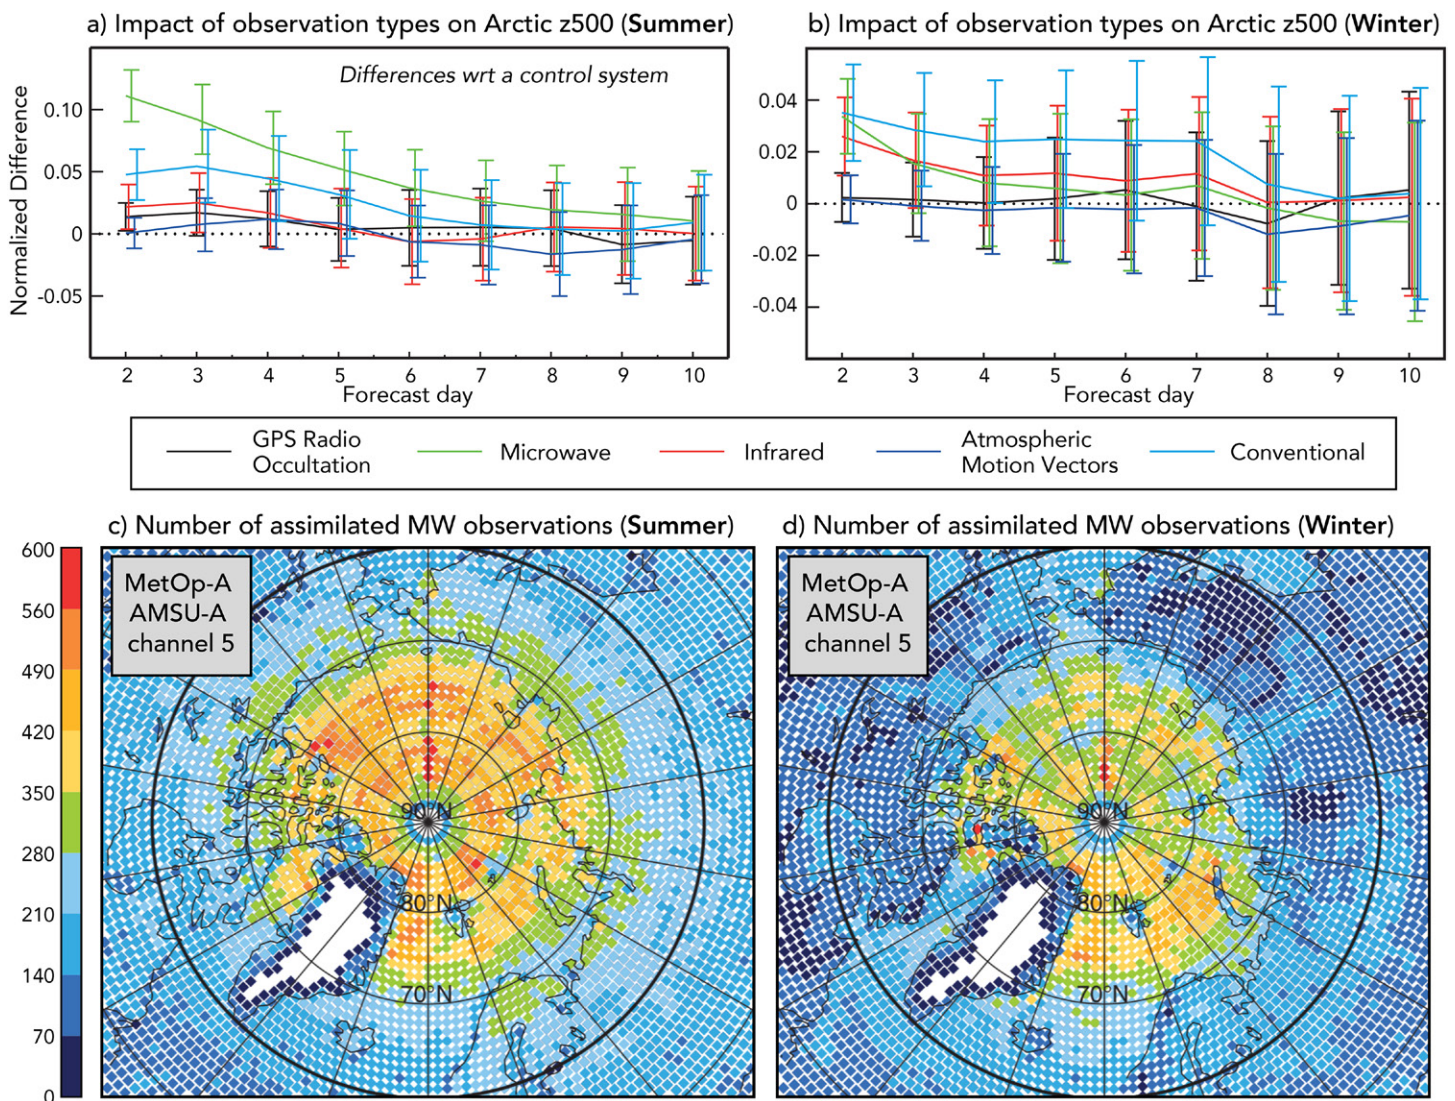 a) Impact of observation types on Arctic z500 (Summer)
Differences wrt a control system
Normalized Difference
0.10
0.05
0
-0.05
2 3 4 5 6 7 8 9 10
Forecast day
b) Impact of observation types on Arctic z500 (Winter)
0.04
0.02
0
-0.02
-0.04
2 3 4 5 6 7 8 9 10
Forecast day
GPS Radio
Occultation
Microwave
Infrared
Atmospheric
Motion Vectors
Conventional
c) Number of assimilated MW observations (Summer)
600
560
490
420
350
280
210
140
70
0
MetOp-A
AMSU-A
channel 5
90°N
80°N
70°N
d) Number of assimilated MW observations (Winter)
MetOp-A
AMSU-A
channel 5
90°N
80°N
70°N